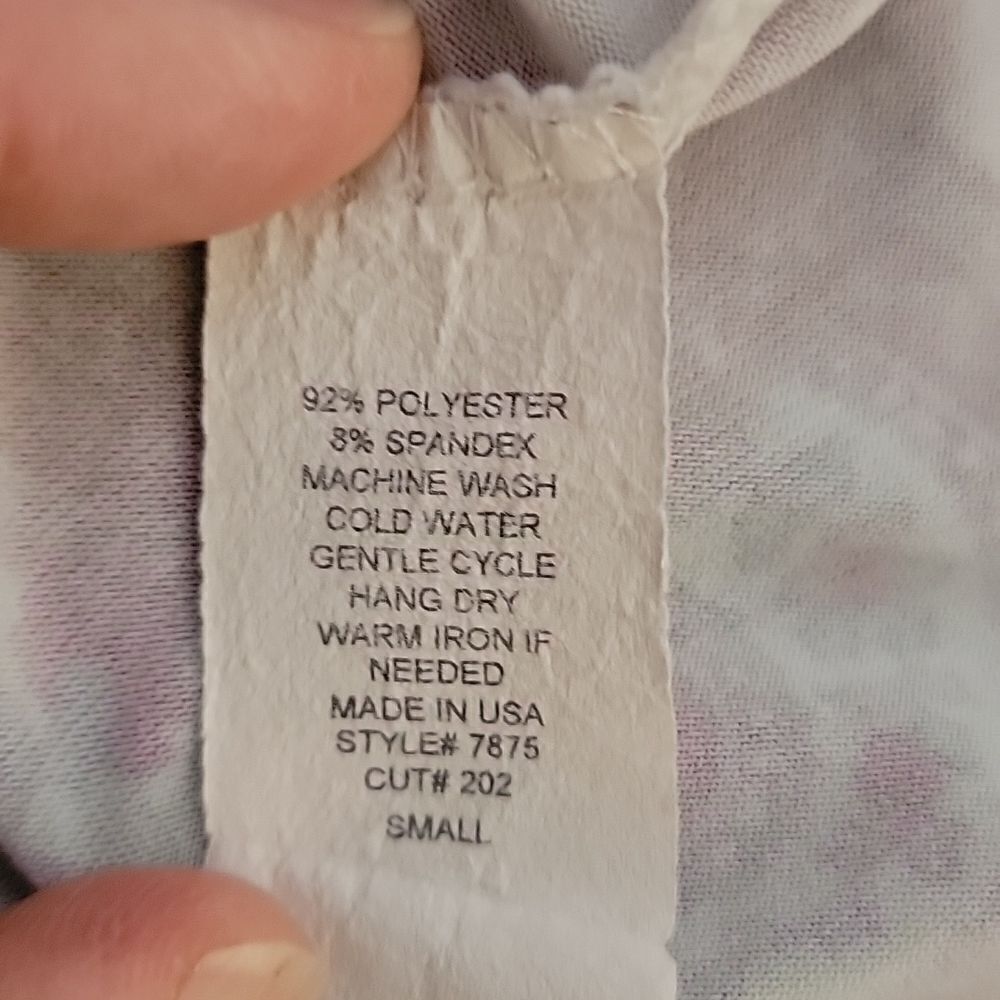 92% POLYESTER
8% SPANDEX
MACHINE WASH
COLD WATER
GENTLE CYCLE
HANG DRY
WARM IRON IF
NEEDED
MADE IN USA
STYLE# 7875
CUT# 202
SMALL